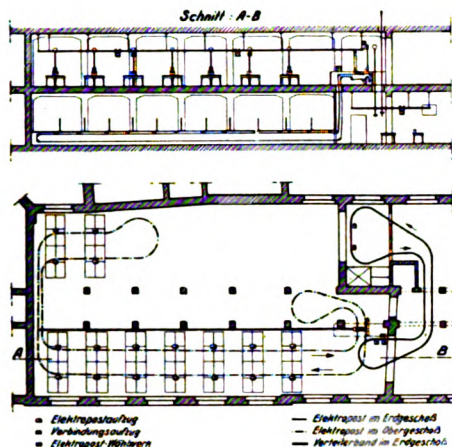 Schnitt : A-B
A
B
Elektropostaufzug
Verbindungsaufzug
Elektropost-Wählwerk
Elektropost im Erdgeschoß
Elektropost im Obergeschoß
Verteilerband im Erdgeschoß